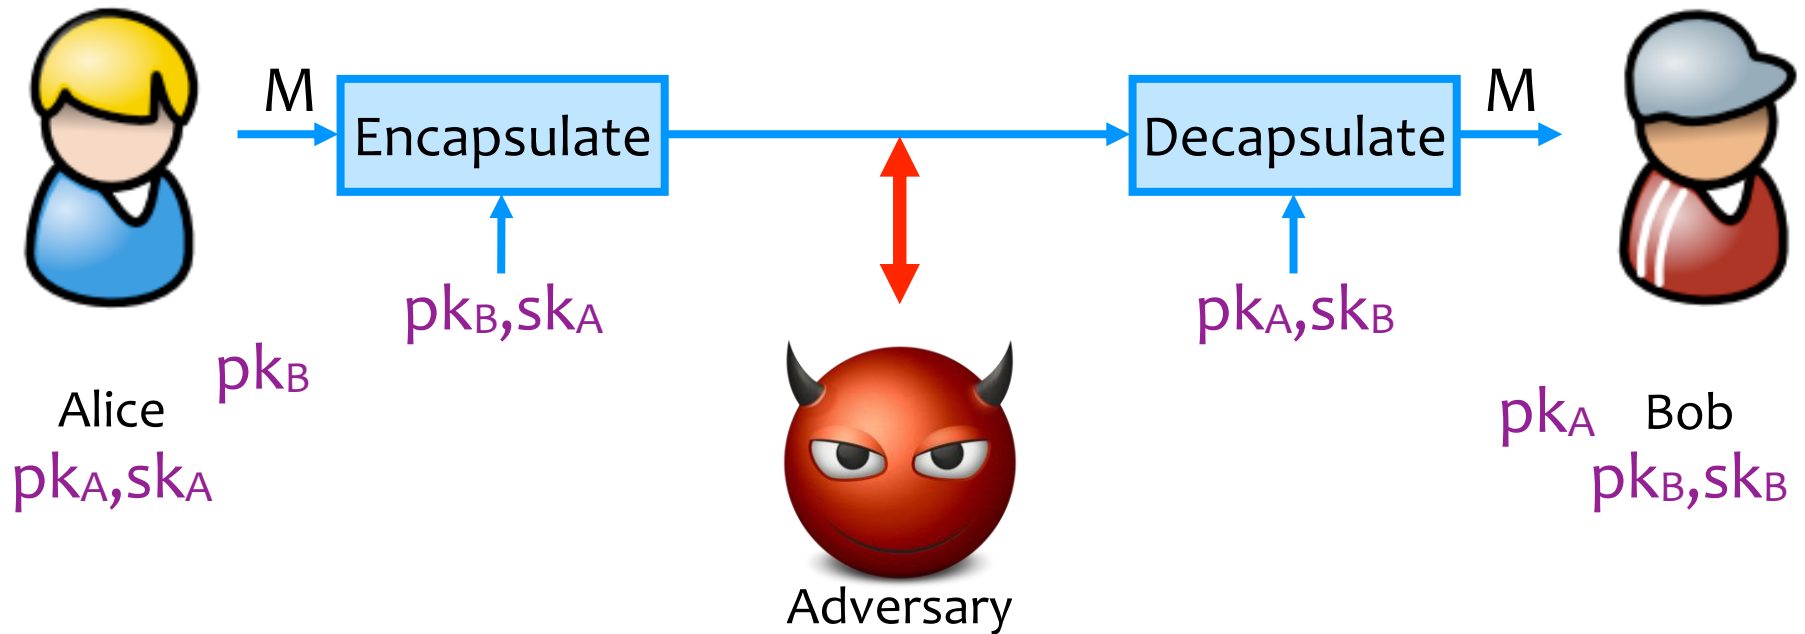 M
Encapsulate
Decapsulate
M
pkB,skA
pkA,skB
pkB
Alice
pkA,skA
pkA
Bob
pkB,skB
Adversary